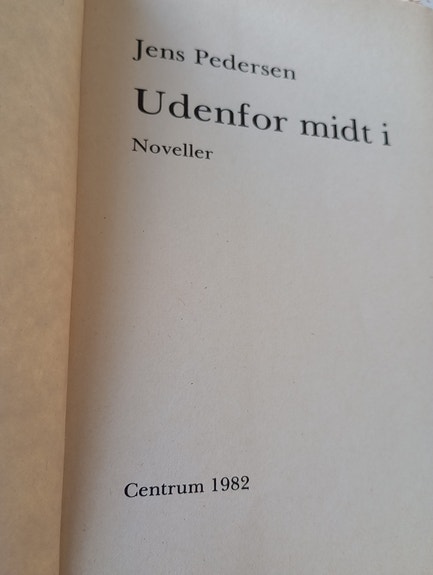 Jens Pedersen
Udenfor midt i
Noveller
Centrum 1982